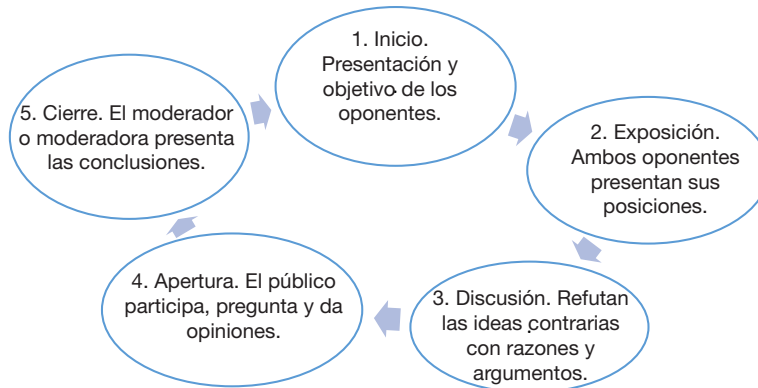 1. Inicio.
Presentación y
objetivo de los
oponentes.
2. Exposición.
Ambos oponentes
presentan sus
posiciones.
3. Discusión. Refutan
las ideas contrarias
con razones y
argumentos.
4. Apertura. El público
participa, pregunta y da
opiniones.
5. Cierre. El moderador
o moderadora presenta
las conclusiones.